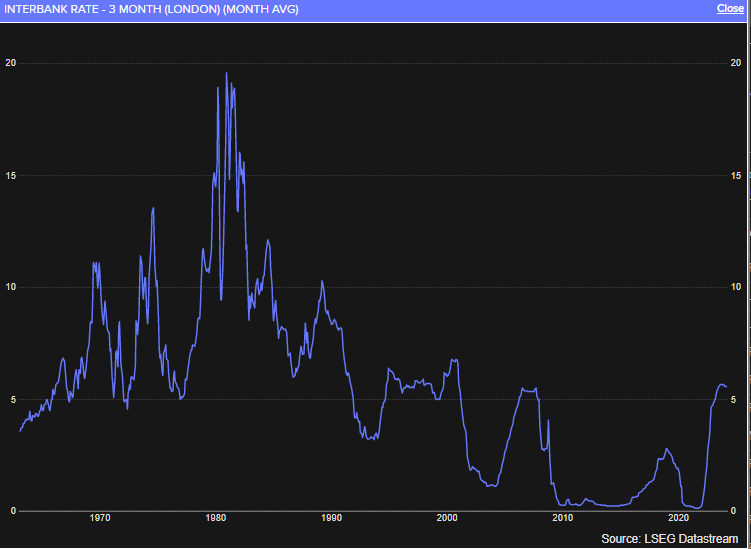 INTERBANK RATE - 3 MONTH (LONDON) (MONTH AVG) Close
20 20
15 15
10 10
5 5
0 0
1970 1980 1990 2000 2010 2020
Source: LSEG Datastream